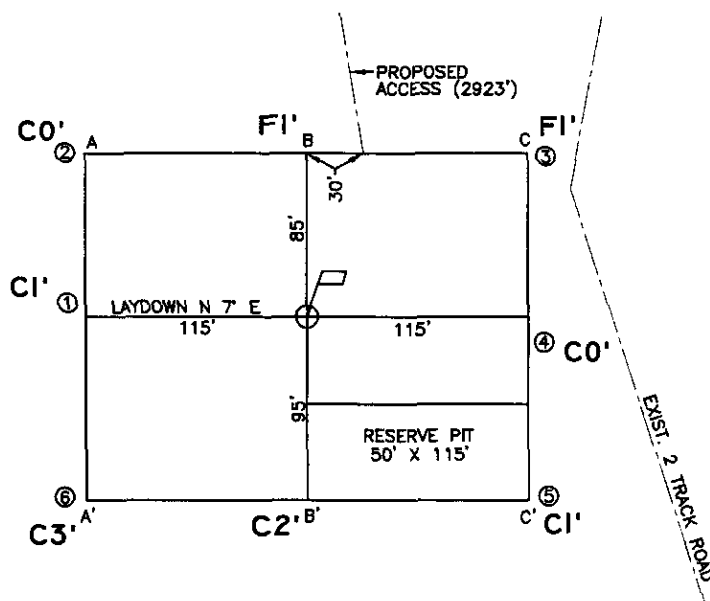 PROPOSED
ACCESS (2923')
C0' F1' F1'
② A B C ③
30'
85'
C1'
① LAYDOWN N 7' E
115' 115'
④ C0'
95'
RESERVE PIT
50' X 115'
EXIST. 2 TRACK ROAD
⑥ A' B' C' ⑤
C3' C2' C1'